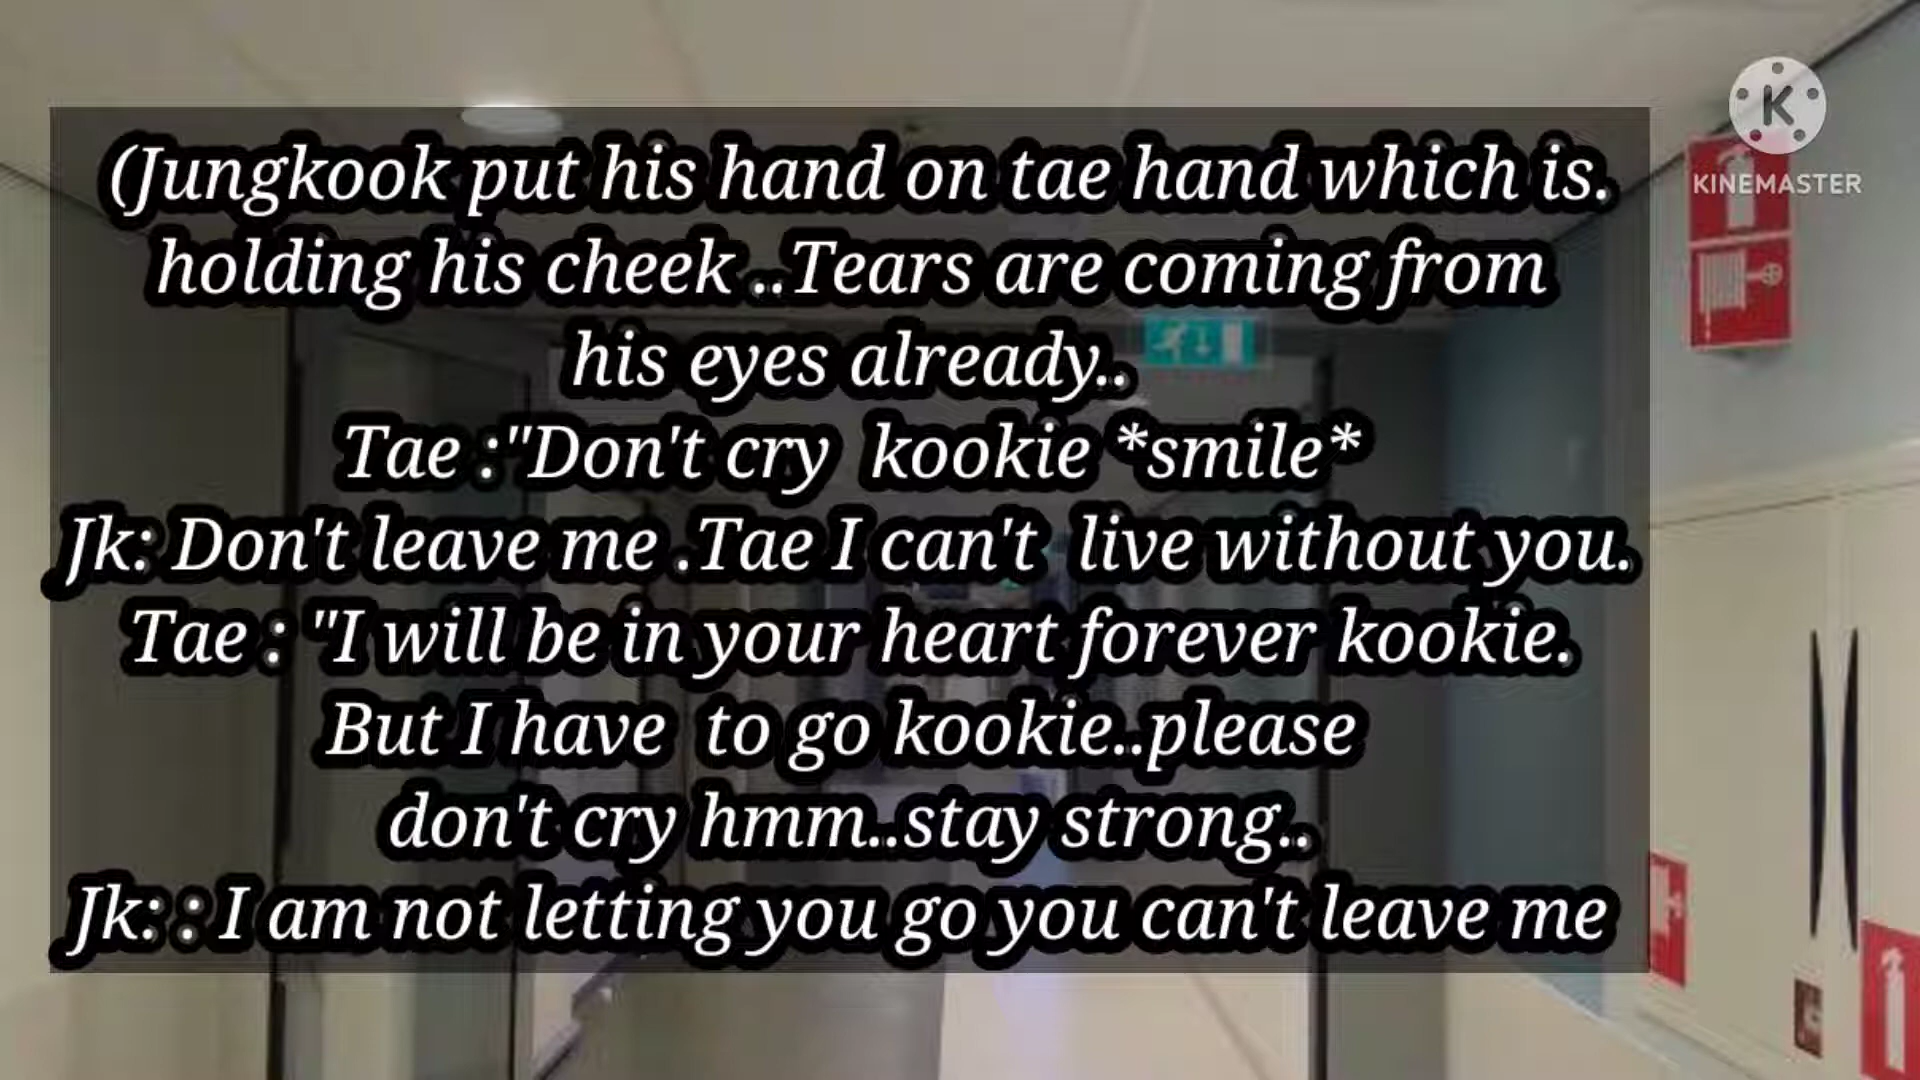 (Jungkook put his hand on tae hand which is.
holding his cheek ..Tears are coming from
his eyes already..
Tae :"Don't cry  kookie *smile*
Jk: Don't leave me .Tae I can't  live without you.
Tae : "I will be in your heart forever kookie.
But I have  to go kookie..please
don't cry hmm..stay strong..
Jk: : I am not letting you go you can't leave me
K
KINEMASTER